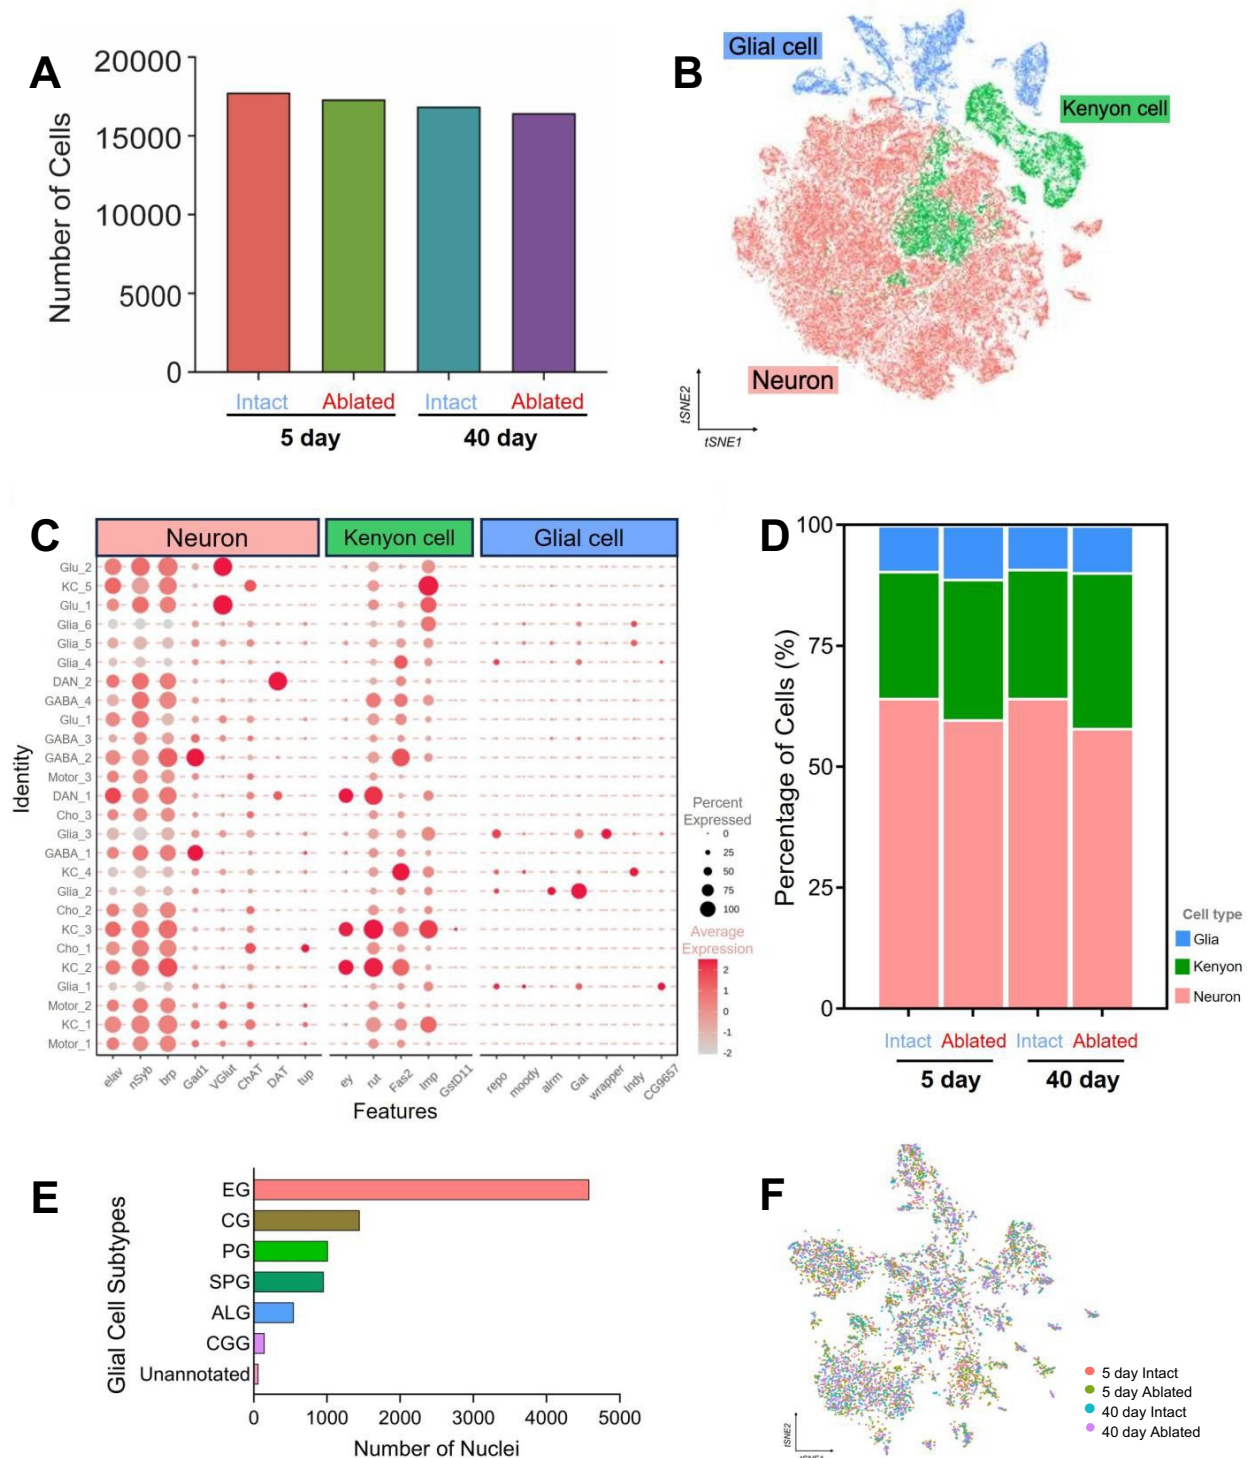 A
20000
15000
10000
5000
0
Number of Cells
Intact
Ablated
Intact
Ablated
5 day
40 day
B
Glial cell
Kenyon cell
Neuron
tSNE2
tSNE1
C
Neuron
Kenyon cell
Glial cell
Identity
Glu_2
KC_5
Glu_1
Glia_6
Glia_5
Glia_4
DAN_2
GABA_4
Glu_1
GABA_3
GABA_2
Motor_3
DAN_1
Cho_3
Glia_3
GABA_1
KC_4
Glia_2
Cho_2
KC_3
Cho_1
KC_2
Glia_1
Motor_2
KC_1
Motor_1
elav
nSyb
brp
Gad1
VGlut
ChAT
DAT
tup
ey
rut
Fas2
Imp
GstD11
repo
moody
alrm
Gat
wrapper
Indy
CG9657
Features
Percent
Expressed
0
25
50
75
100
Average
Expression
2
1
0
-1
-2
D
100
75
50
25
0
Percentage of Cells (%)
Intact
Ablated
Intact
Ablated
5 day
40 day
Cell type
Glia
Kenyon
Neuron
E
Glial Cell Subtypes
EG
CG
PG
SPG
ALG
CGG
Unannotated
0
1000
2000
3000
4000
5000
Number of Nuclei
F
5 day Intact
5 day Ablated
40 day Intact
40 day Ablated
tSNE2
tSNE1